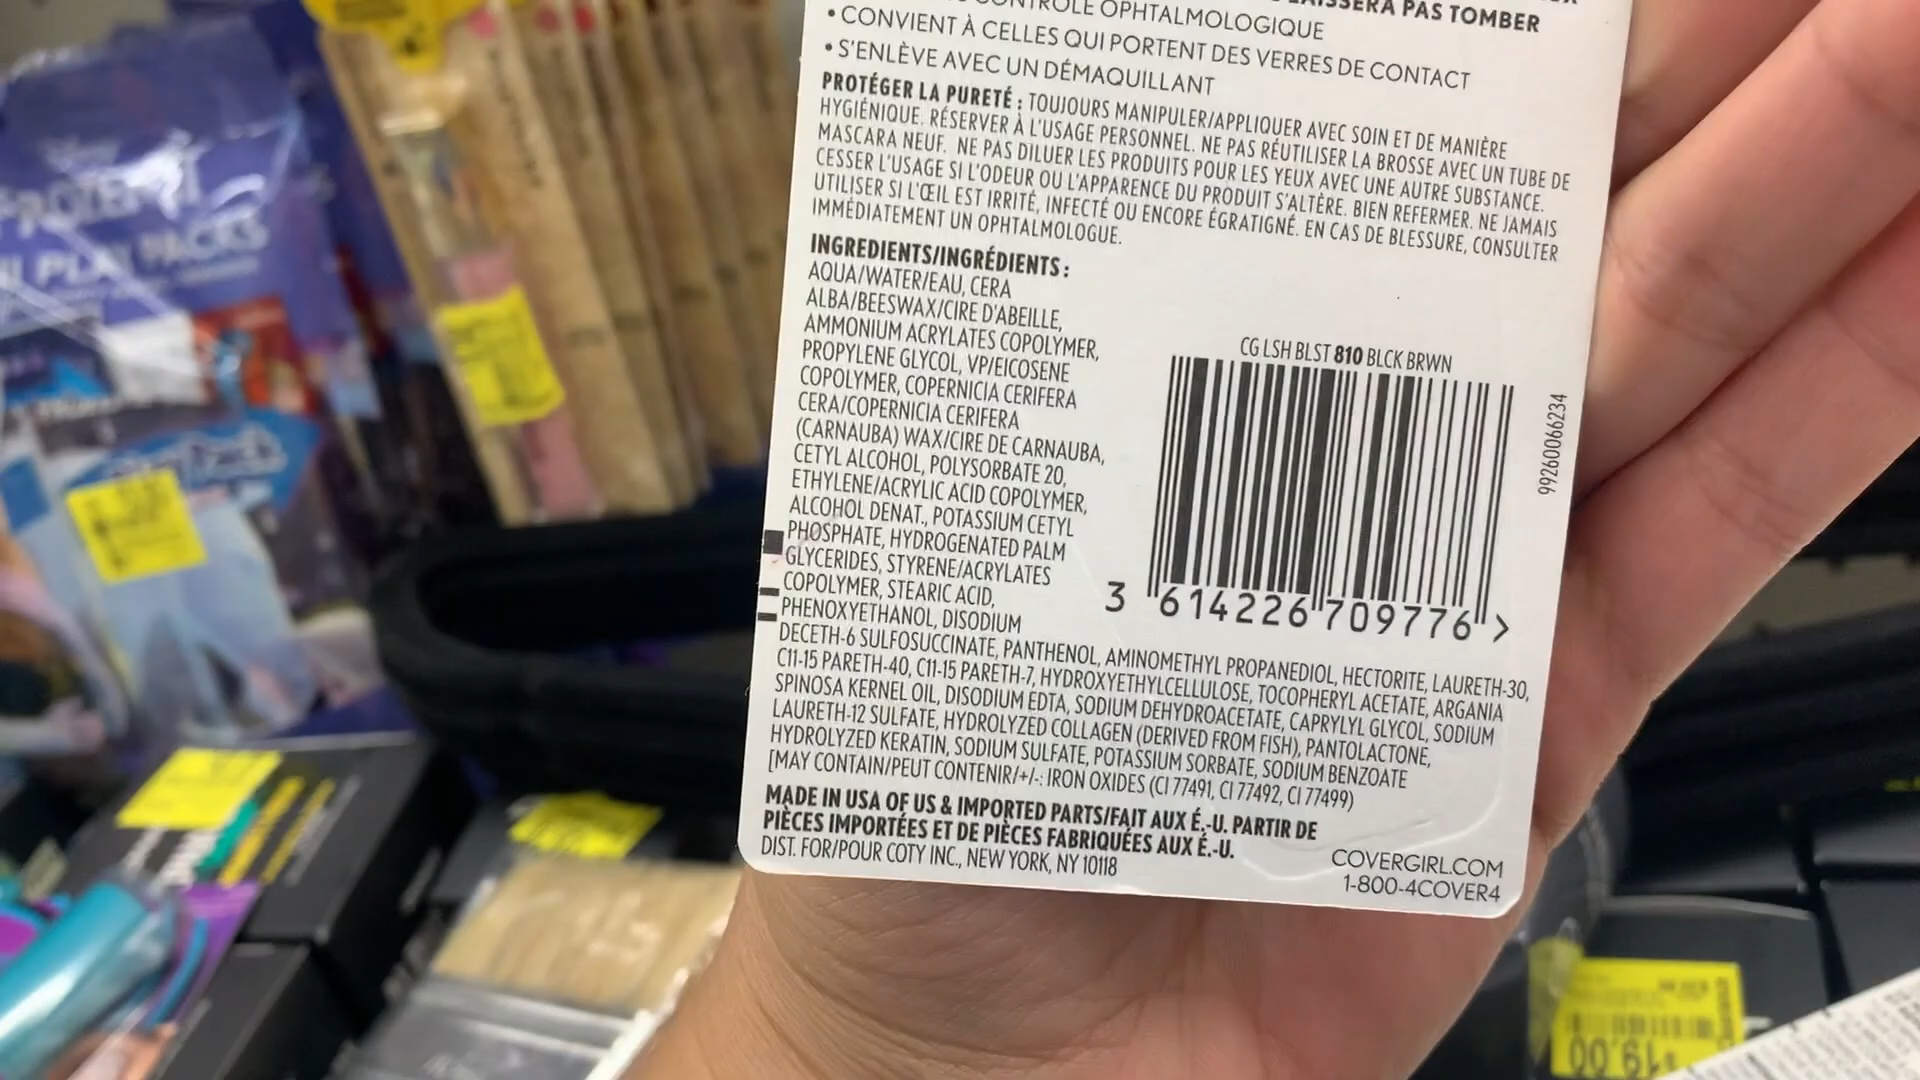 LAISSERA PAS TOMBER
CONTRÔLE OPHTALMOLOGIQUE
• CONVIENT À CELLES QUI PORTENT DES VERRES DE CONTACT
• S'ENLÈVE AVEC UN DÉMAQUILLANT
PROTÉGER LA PURETÉ : TOUJOURS MANIPULER/APPLIQUER AVEC SOIN ET DE MANIÈRE
HYGIÉNIQUE. RÉSERVER À L'USAGE PERSONNEL. NE PAS RÉUTILISER LA BROSSE AVEC UN TUBE DE
MASCARA NEUF. NE PAS DILUER LES PRODUITS POUR LES YEUX AVEC UNE AUTRE SUBSTANCE.
CESSER L'USAGE SI L'ODEUR OU L'APPARENCE DU PRODUIT S'ALTÈRE. BIEN REFERMER. NE JAMAIS
UTILISER SI L'ŒIL EST IRRITÉ, INFECTÉ OU ENCORE ÉGRATIGNÉ. EN CAS DE BLESSURE, CONSULTER
IMMÉDIATEMENT UN OPHTALMOLOGUE.
INGREDIENTS/INGRÉDIENTS :
AQUA/WATER/EAU, CERA
ALBA/BEESWAX/CIRE D'ABEILLE,
AMMONIUM ACRYLATES COPOLYMER,
PROPYLENE GLYCOL, VP/EICOSENE
COPOLYMER, COPERNICIA CERIFERA
CERA/COPERNICIA CERIFERA
(CARNAUBA) WAX/CIRE DE CARNAUBA,
CETYL ALCOHOL, POLYSORBATE 20,
ETHYLENE/ACRYLIC ACID COPOLYMER,
ALCOHOL DENAT., POTASSIUM CETYL
PHOSPHATE, HYDROGENATED PALM
GLYCERIDES, STYRENE/ACRYLATES
COPOLYMER, STEARIC ACID,
PHENOXYETHANOL, DISODIUM
DECETH-6 SULFOSUCCINATE, PANTHENOL, AMINOMETHYL PROPANEDIOL, HECTORITE, LAURETH-30,
C11-15 PARETH-40, C11-15 PARETH-7, HYDROXYETHYLCELLULOSE, TOCOPHERYL ACETATE, ARGANIA
SPINOSA KERNEL OIL, DISODIUM EDTA, SODIUM DEHYDROACETATE, CAPRYLYL GLYCOL, SODIUM
LAURETH-12 SULFATE, HYDROLYZED COLLAGEN (DERIVED FROM FISH), PANTOLACTONE,
HYDROLYZED KERATIN, SODIUM SULFATE, POTASSIUM SORBATE, SODIUM BENZOATE
[MAY CONTAIN/PEUT CONTENIR/+/-: IRON OXIDES (CI 77491, CI 77492, CI 77499)
MADE IN USA OF US & IMPORTED PARTS/FAIT AUX É.-U. PARTIR DE
PIÈCES IMPORTÉES ET DE PIÈCES FABRIQUÉES AUX É.-U.
DIST. FOR/POUR COTY INC., NEW YORK, NY 10118
COVERGIRL.COM
1-800-4COVER4
CG LSH BLST 810 BLCK BRWN
3 614226 709776 >
99260066234
FROZEN II
PLAY PACKS
$19.00